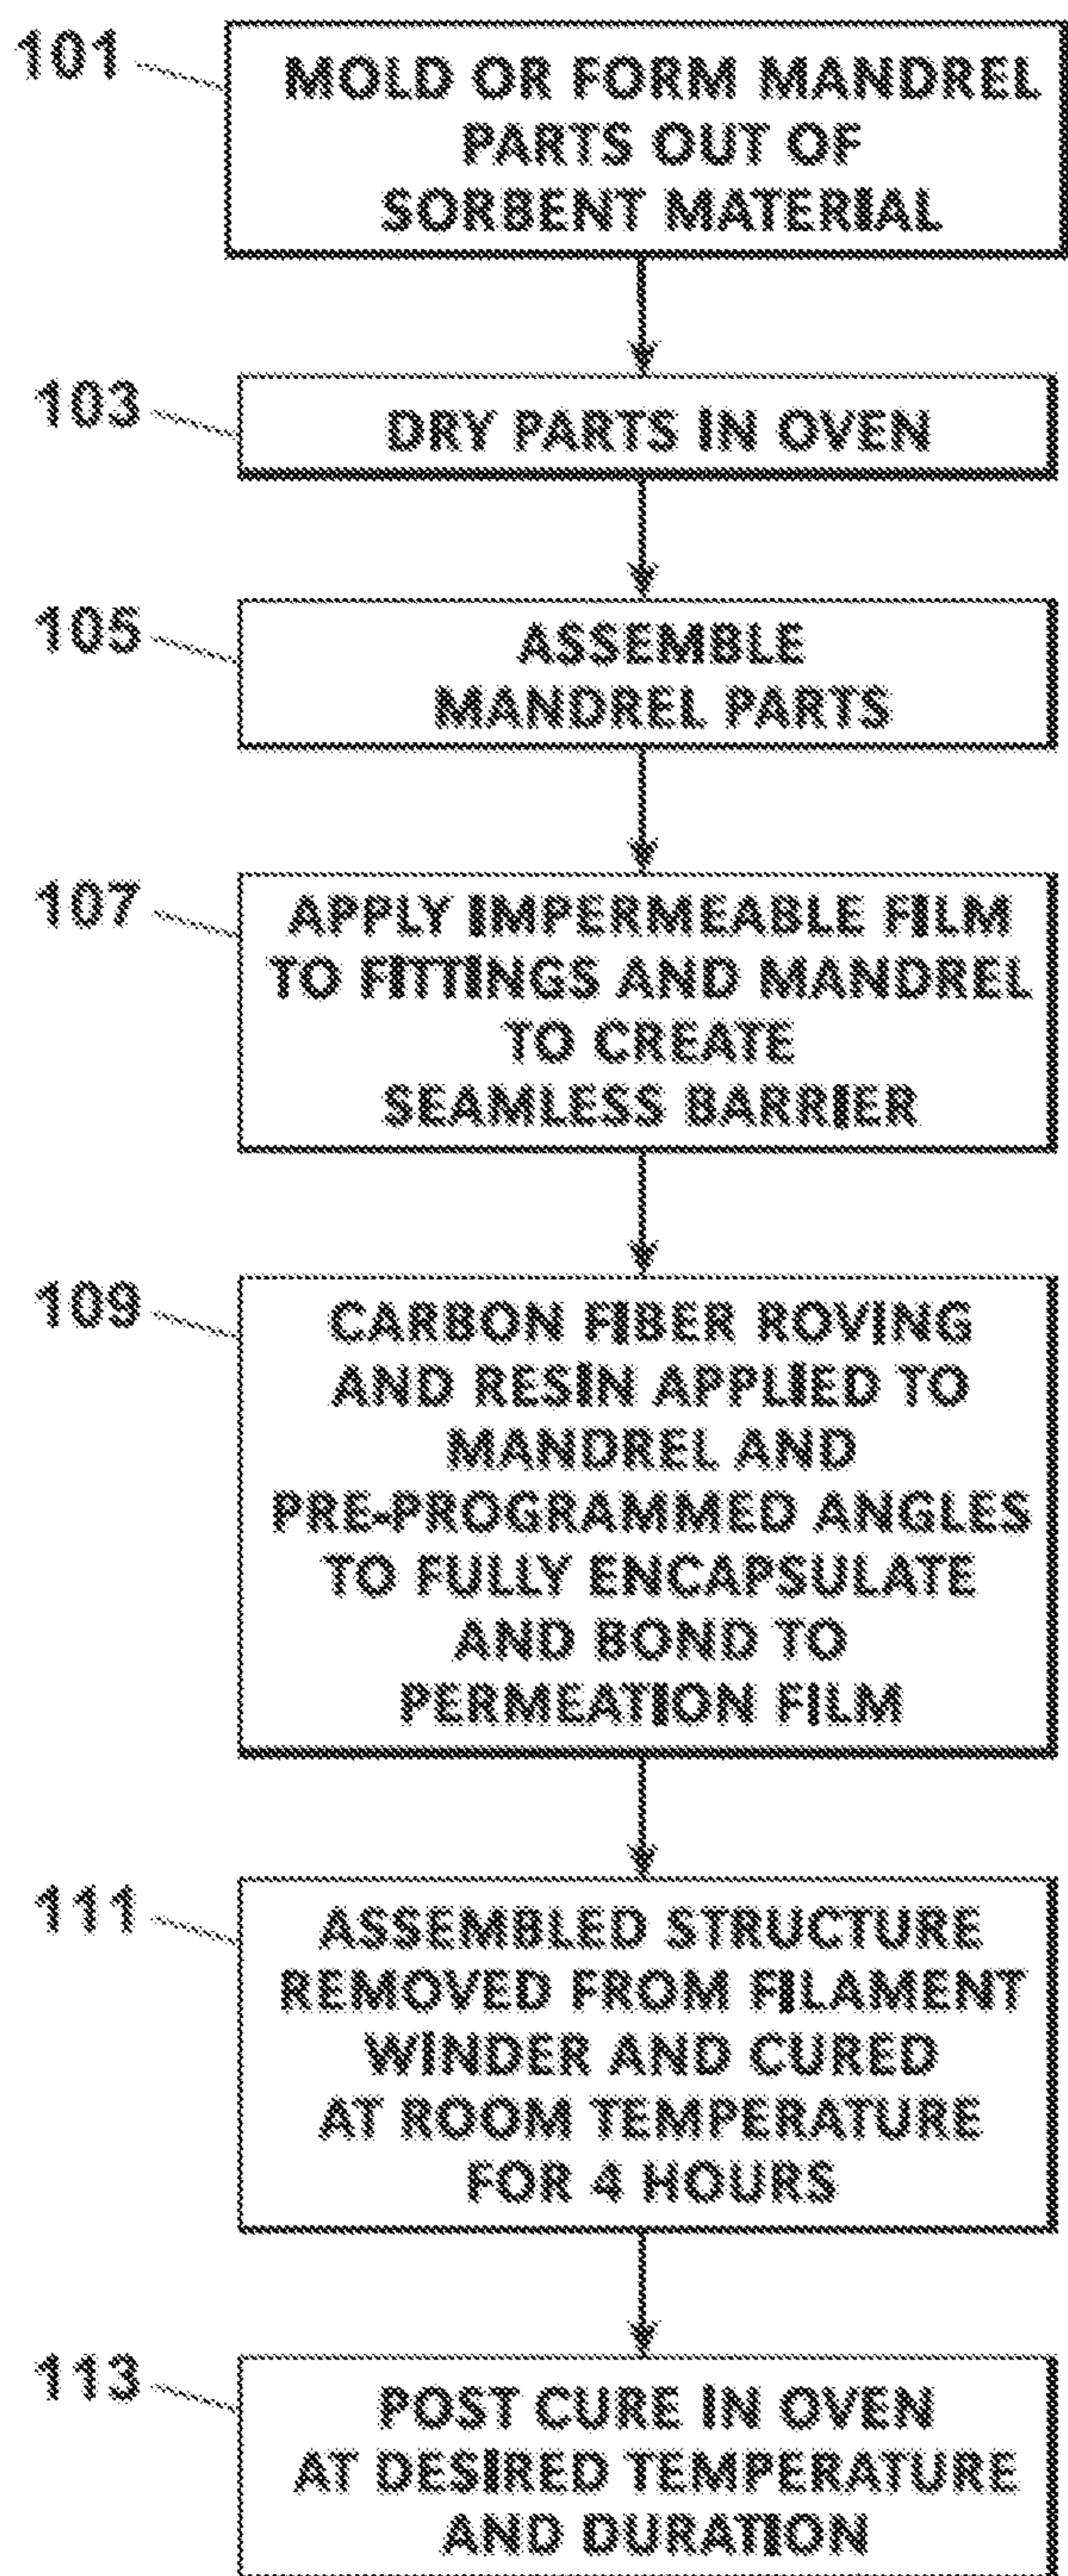 101
MOLD OR FORM MANDREL
PARTS OUT OF
SORBENT MATERIAL
103
DRY PARTS IN OVEN
105
ASSEMBLE
MANDREL PARTS
107
APPLY IMPERMEABLE FILM
TO FITTINGS AND MANDREL
TO CREATE
SEAMLESS BARRIER
109
CARBON FIBER ROVING
AND RESIN APPLIED TO
MANDREL AND
PRE-PROGRAMMED ANGLES
TO FULLY ENCAPSULATE
AND BOND TO
PERMEATION FILM
111
ASSEMBLED STRUCTURE
REMOVED FROM FILAMENT
WINDER AND CURED
AT ROOM TEMPERATURE
FOR 4 HOURS
113
POST CURE IN OVEN
AT DESIRED TEMPERATURE
AND DURATION